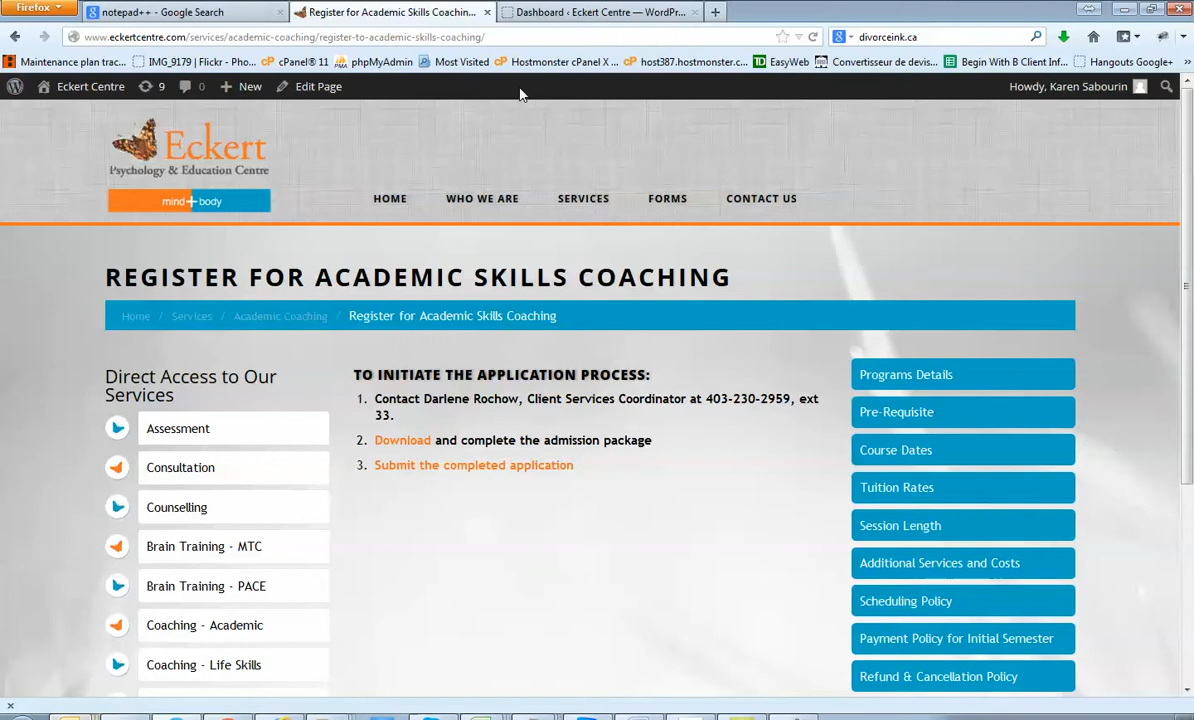 Firefox
notepad++ - Google Search
Register for Academic Skills Coachin...
Dashboard ‹ Eckert Centre — WordPr...
www.eckertcentre.com/services/academic-coaching/register-to-academic-skills-coaching/
divorceink.ca
Maintenance plan trac...
IMG_9179 | Flickr - Pho...
cPanel® 11
phpMyAdmin
Most Visited
Hostmonster cPanel X ...
host387.hostmonster.c...
EasyWeb
Convertisseur de devis...
Begin With B Client Inf...
Hangouts Google+
Eckert Centre
9
0
New
Edit Page
Howdy, Karen Sabourin
Eckert
Psychology & Education Centre
mind+body
HOME
WHO WE ARE
SERVICES
FORMS
CONTACT US
REGISTER FOR ACADEMIC SKILLS COACHING
Home / Services / Academic Coaching / Register for Academic Skills Coaching
Direct Access to Our
Services
Assessment
Consultation
Counselling
Brain Training - MTC
Brain Training - PACE
Coaching - Academic
Coaching - Life Skills
TO INITIATE THE APPLICATION PROCESS:
1. Contact Darlene Rochow, Client Services Coordinator at 403-230-2959, ext
33.
2. Download and complete the admission package
3. Submit the completed application
Programs Details
Pre-Requisite
Course Dates
Tuition Rates
Session Length
Additional Services and Costs
Scheduling Policy
Payment Policy for Initial Semester
Refund & Cancellation Policy